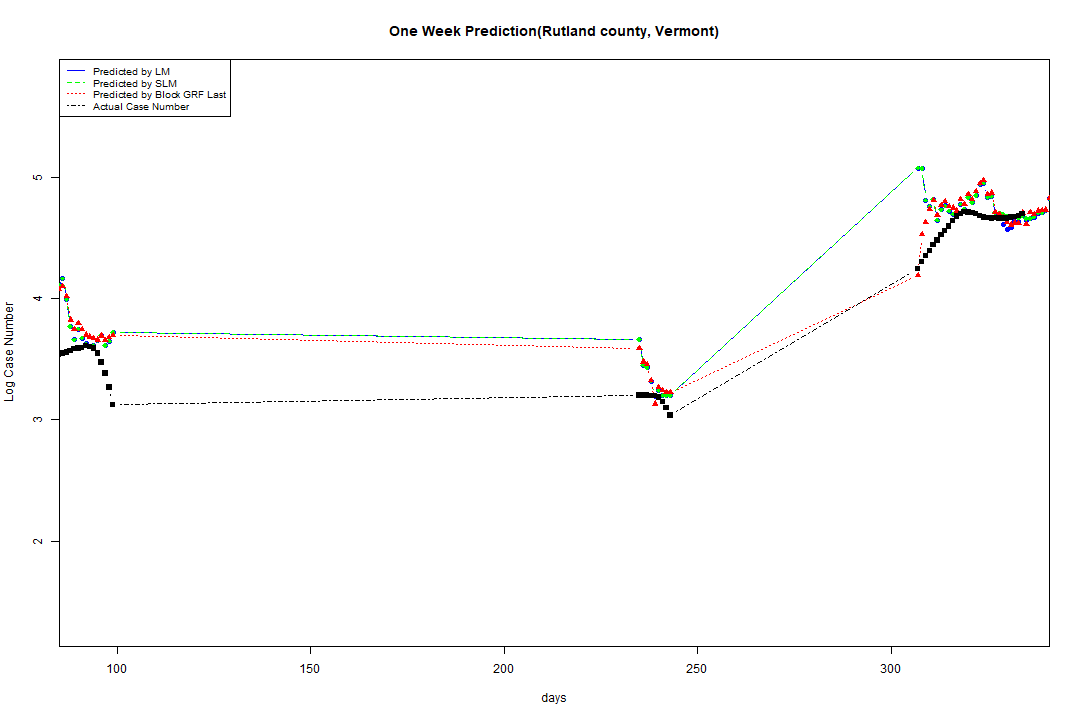 One Week Prediction(Rutland county, Vermont)
Predicted by LM
Predicted by SLM
Predicted by Block GRF Last
Actual Case Number
Log Case Number
5
4
3
2
100 150 200 250 300
days